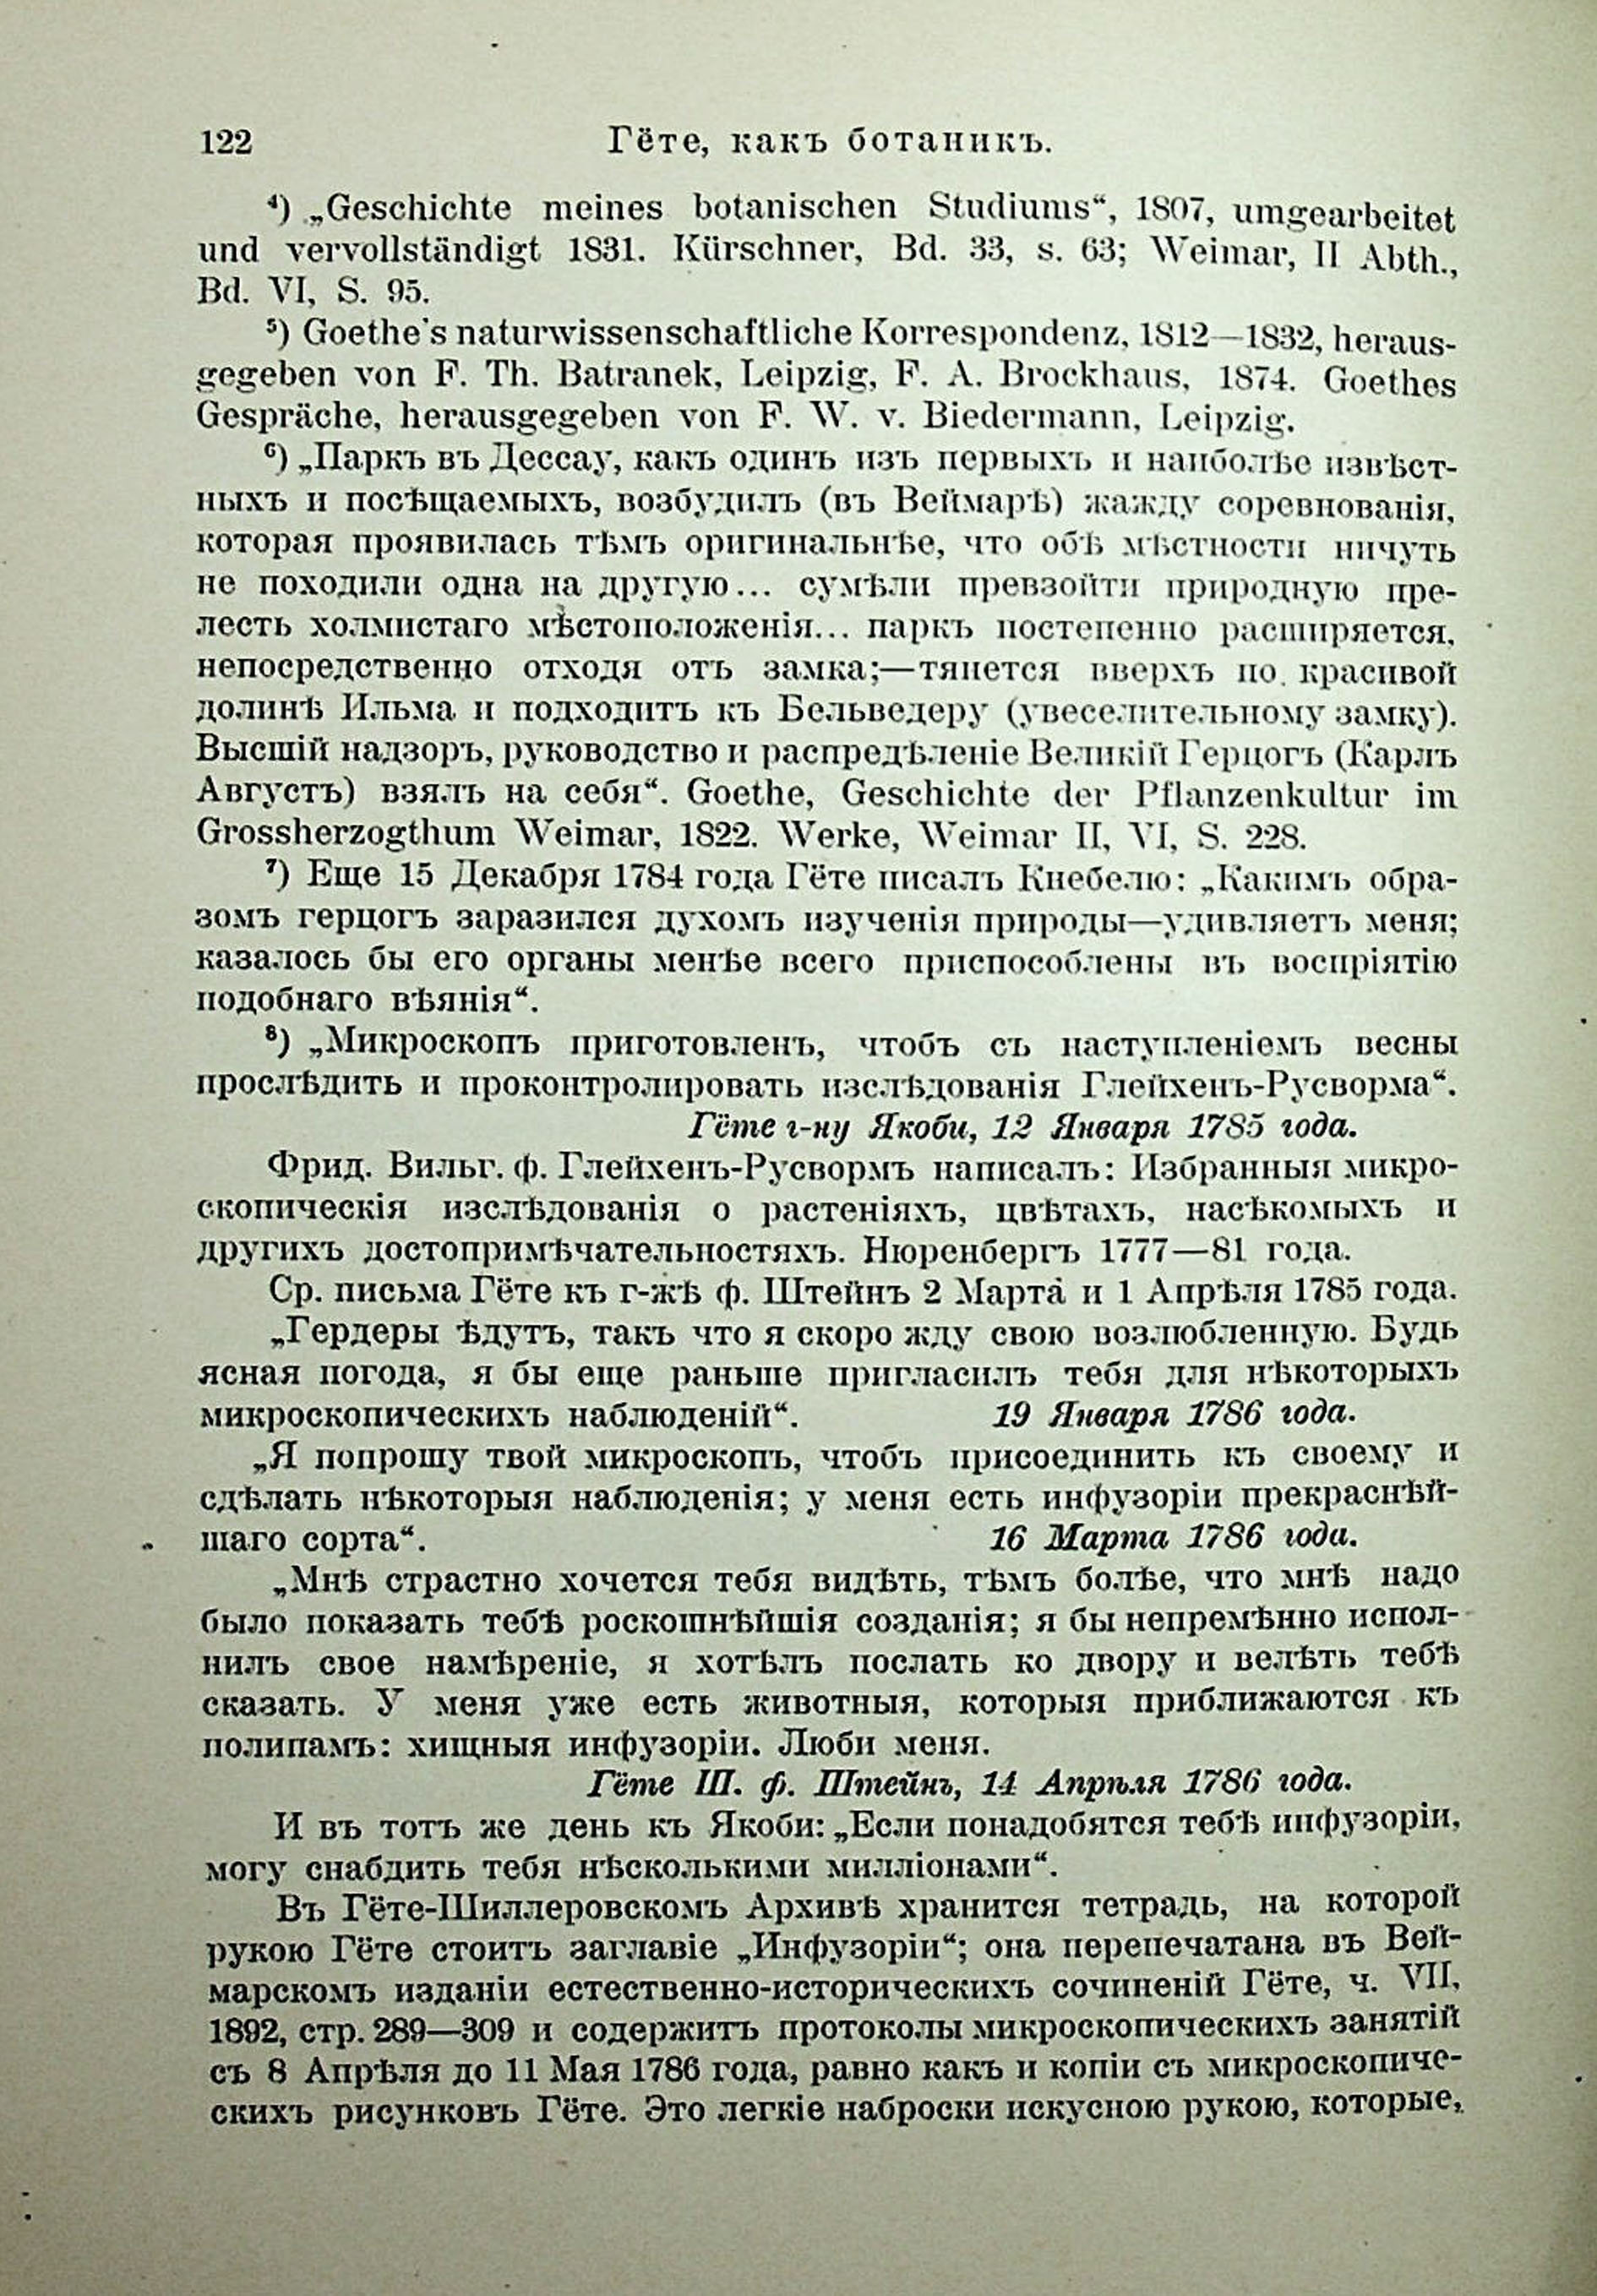 122 Гёте, какъ ботаникъ.
⁴) „Geschichte meines botanischen Studiums“, 1807, umgearbeitet
und vervollständigt 1831. Kürschner, Bd. 33, s. 63; Weimar, II Abth.,
Bd. VI, S. 95.
⁵) Goethe's naturwissenschaftliche Korrespondenz, 1812—1832, heraus-
gegeben von F. Th. Batranek, Leipzig, F. A. Brockhaus, 1874. Goethes
Gespräche, herausgegeben von F. W. v. Biedermann, Leipzig.
⁶) „Паркъ въ Дессау, какъ одинъ изъ первыхъ и наиболѣе извѣст-
ныхъ и посѣщаемыхъ, возбудилъ (въ Веймарѣ) жажду соревнованія,
которая проявилась тѣмъ оригинальнѣе, что обѣ мѣстности ничуть
не походили одна на другую... сумѣли превзойти природную пре-
лесть холмистаго мѣстоположенія... паркъ постепенно расширяется,
непосредственно отходя отъ замка;—тянется вверхъ по красивой
долинѣ Ильма и подходитъ къ Бельведеру (увеселительному замку).
Высшій надзоръ, руководство и распредѣленіе Великій Герцогъ (Карлъ
Августъ) взялъ на себя“. Goethe, Geschichte der Pflanzenkultur im
Grossherzogthum Weimar, 1822. Werke, Weimar II, VI, S. 228.
⁷) Еще 15 Декабря 1784 года Гёте писалъ Кнебелю: „Какимъ обра-
зомъ герцогъ заразился духомъ изученія природы—удивляетъ меня;
казалось бы его органы менѣе всего приспособлены въ воспріятію
подобнаго вѣянія“.
⁸) „Микроскопъ приготовленъ, чтобъ съ наступленіемъ весны
прослѣдить и проконтролировать изслѣдованія Глейхенъ-Русворма“.
Гёте г-ну Якоби, 12 Января 1785 года.
Фрид. Вильг. ф. Глейхенъ-Русвормъ написалъ: Избранныя микро-
скопическія изслѣдованія о растеніяхъ, цвѣтахъ, насѣкомыхъ и
другихъ достопримѣчательностяхъ. Нюренбергъ 1777—81 года.
Ср. письма Гёте къ г-жѣ ф. Штейнъ 2 Марта и 1 Апрѣля 1785 года.
„Гердеры ѣдутъ, такъ что я скоро жду свою возлюбленную. Будь
ясная погода, я бы еще раньше пригласилъ тебя для нѣкоторыхъ
микроскопическихъ наблюденій“. 19 Января 1786 года.
„Я попрошу твой микроскопъ, чтобъ присоединить къ своему и
сдѣлать нѣкоторыя наблюденія; у меня есть инфузоріи прекраснѣй-
шаго сорта“. 16 Марта 1786 года.
„Мнѣ страстно хочется тебя видѣть, тѣмъ болѣе, что мнѣ надо
было показать тебѣ роскошнѣйшія созданія; я бы непремѣнно испол-
нилъ свое намѣреніе, я хотѣлъ послать ко двору и велѣть тебѣ
сказать. У меня уже есть животныя, которыя приближаются къ
полипамъ: хищныя инфузоріи. Люби меня.
Гёте Ш. ф. Штейнъ, 14 Апрѣля 1786 года.
И въ тотъ же день къ Якоби: „Если понадобятся тебѣ инфузоріи,
могу снабдить тебя нѣсколькими милліонами“.
Въ Гёте-Шиллеровскомъ Архивѣ хранится тетрадь, на которой
рукою Гёте стоитъ заглавіе „Инфузоріи“; она перепечатана въ Вей-
марскомъ изданіи естественно-историческихъ сочиненій Гёте, ч. VII,
1892, стр. 289—309 и содержитъ протоколы микроскопическихъ занятій
съ 8 Апрѣля до 11 Мая 1786 года, равно какъ и копіи съ микроскопиче-
скихъ рисунковъ Гёте. Это легкіе наброски искусною рукою, которые,